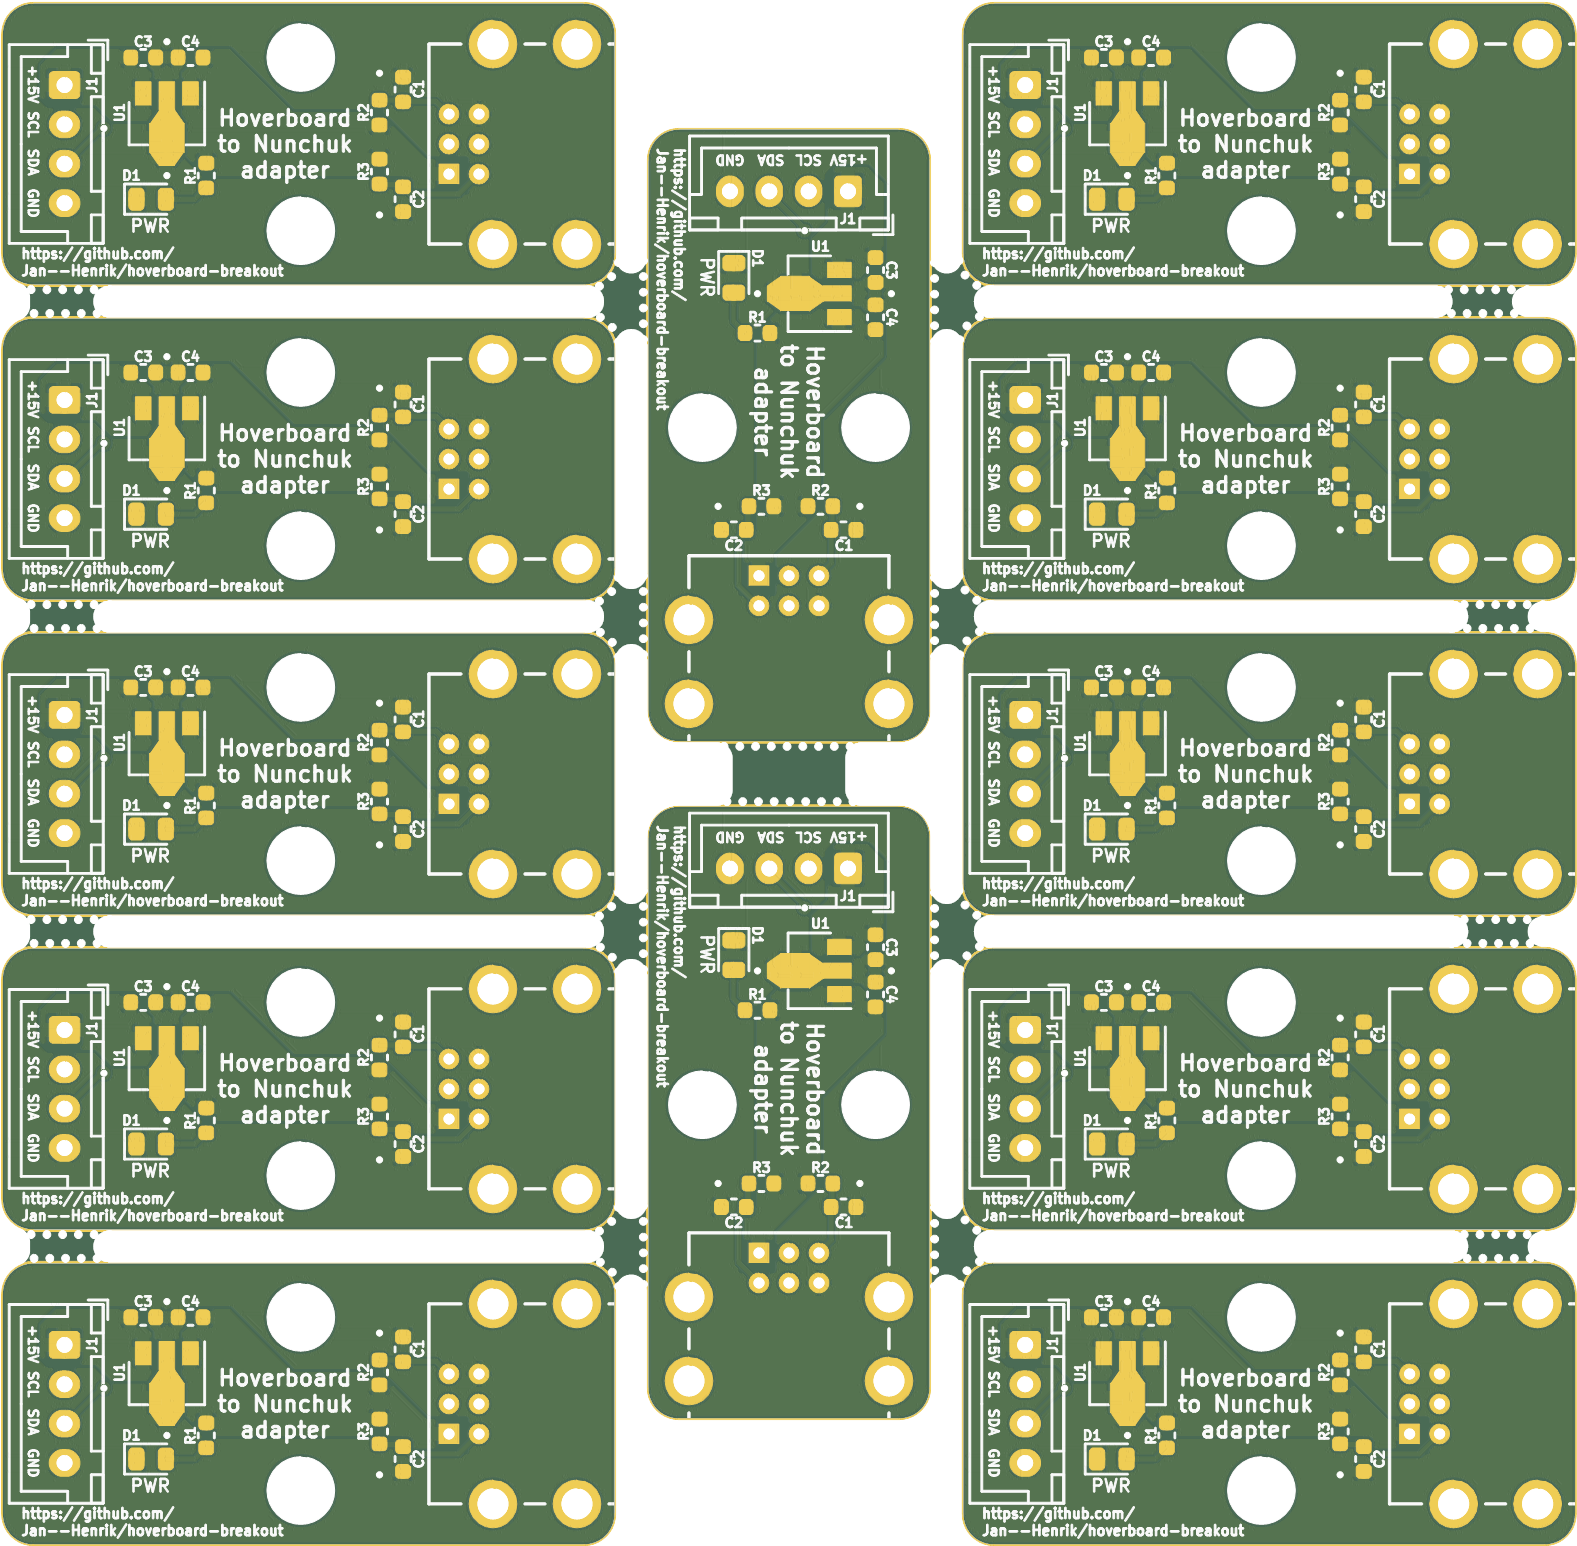 C3 C4
J1
+15V SCL SDA GND
U1
C1
R2
Hoverboard
to Nunchuk
adapter
R3
D1
R1
C2
PWR
https://github.com/
Jan--Henrik/hoverboard-breakout
C3 C4
J1
+15V SCL SDA GND
U1
C1
R2
Hoverboard
to Nunchuk
adapter
R3
D1
R1
C2
PWR
https://github.com/
Jan--Henrik/hoverboard-breakout
C3 C4
J1
+15V SCL SDA GND
U1
C1
R2
Hoverboard
to Nunchuk
adapter
R3
D1
R1
C2
PWR
https://github.com/
Jan--Henrik/hoverboard-breakout
C3 C4
J1
+15V SCL SDA GND
U1
C1
R2
Hoverboard
to Nunchuk
adapter
R3
D1
R1
C2
PWR
https://github.com/
Jan--Henrik/hoverboard-breakout
C3 C4
J1
+15V SCL SDA GND
U1
C1
R2
Hoverboard
to Nunchuk
adapter
R3
D1
R1
C2
PWR
https://github.com/
Jan--Henrik/hoverboard-breakout
+15V SCL SDA GND
J1
U1
D1
C3
PWR
R1
C4
https://github.com/
Jan--Henrik/hoverboard-breakout
Hoverboard
to Nunchuk
adapter
R3
R2
C2
C1
+15V SCL SDA GND
J1
U1
D1
C3
PWR
R1
C4
https://github.com/
Jan--Henrik/hoverboard-breakout
Hoverboard
to Nunchuk
adapter
R3
R2
C2
C1
C3 C4
J1
+15V SCL SDA GND
U1
C1
R2
Hoverboard
to Nunchuk
adapter
R3
D1
R1
C2
PWR
https://github.com/
Jan--Henrik/hoverboard-breakout
C3 C4
J1
+15V SCL SDA GND
U1
C1
R2
Hoverboard
to Nunchuk
adapter
R3
D1
R1
C2
PWR
https://github.com/
Jan--Henrik/hoverboard-breakout
C3 C4
J1
+15V SCL SDA GND
U1
C1
R2
Hoverboard
to Nunchuk
adapter
R3
D1
R1
C2
PWR
https://github.com/
Jan--Henrik/hoverboard-breakout
C3 C4
J1
+15V SCL SDA GND
U1
C1
R2
Hoverboard
to Nunchuk
adapter
R3
D1
R1
C2
PWR
https://github.com/
Jan--Henrik/hoverboard-breakout
C3 C4
J1
+15V SCL SDA GND
U1
C1
R2
Hoverboard
to Nunchuk
adapter
R3
D1
R1
C2
PWR
https://github.com/
Jan--Henrik/hoverboard-breakout